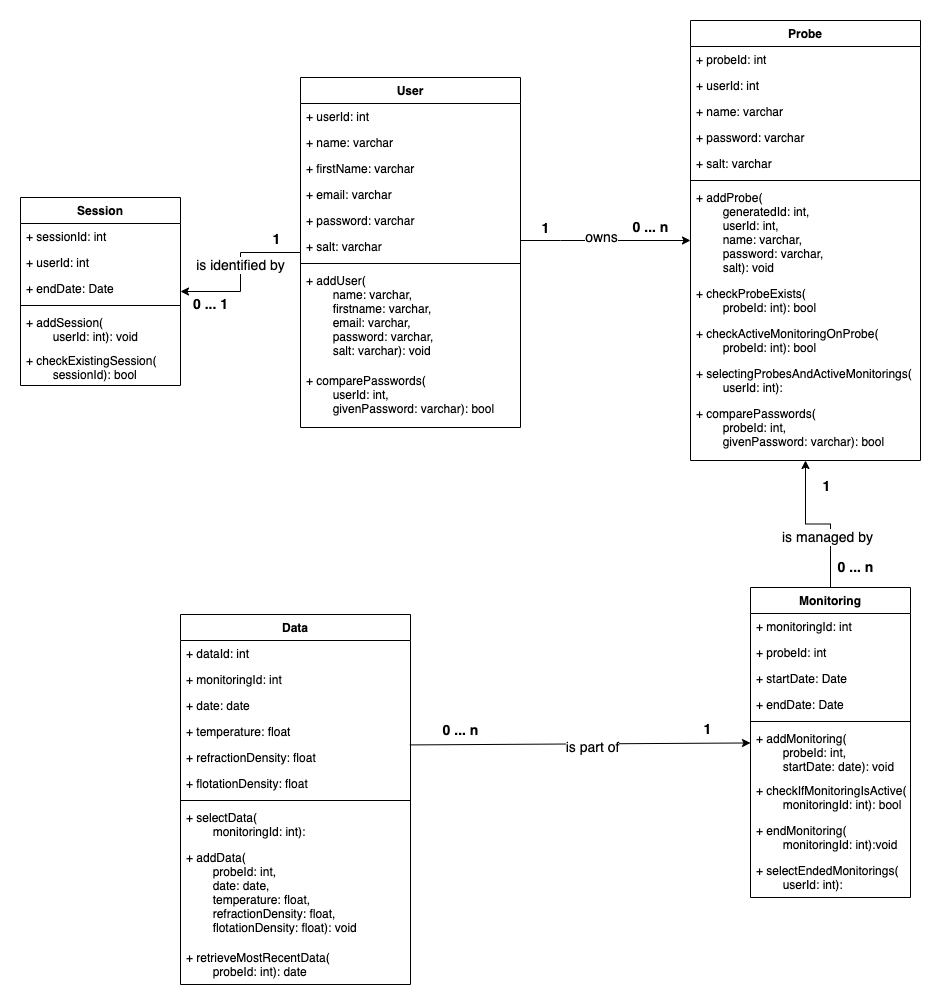 Probe
+ probeId: int
+ userId: int
+ name: varchar
+ password: varchar
+ salt: varchar
+ addProbe(
generatedId: int,
userId: int,
name: varchar,
password: varchar,
salt): void
+ checkProbeExists(
probeId: int): bool
+ checkActiveMonitoringOnProbe(
probeId: int): bool
+ selectingProbesAndActiveMonitorings(
userId: int):
+ comparePasswords(
probeId: int,
givenPassword: varchar): bool
User
+ userId: int
+ name: varchar
+ firstName: varchar
+ email: varchar
+ password: varchar
+ salt: varchar
+ addUser(
name: varchar,
firstname: varchar,
email: varchar,
password: varchar,
salt: varchar): void
+ comparePasswords(
userId: int,
givenPassword: varchar): bool
Session
+ sessionId: int
+ userId: int
+ endDate: Date
+ addSession(
userId: int): void
+ checkExistingSession(
sessionId): bool
1
is identified by
0 ... 1
1
owns
0 ... n
1
is managed by
0 ... n
Monitoring
+ monitoringId: int
+ probeId: int
+ startDate: Date
+ endDate: Date
+ addMonitoring(
probeId: int,
startDate: date): void
+ checkIfMonitoringIsActive(
monitoringId: int): bool
+ endMonitoring(
monitoringId: int):void
+ selectEndedMonitorings(
userId: int):
Data
+ dataId: int
+ monitoringId: int
+ date: date
+ temperature: float
+ refractionDensity: float
+ flotationDensity: float
+ selectData(
monitoringId: int):
+ addData(
probeId: int,
date: date,
temperature: float,
refractionDensity: float,
flotationDensity: float): void
+ retrieveMostRecentData(
probeId: int): date
0 ... n
is part of
1